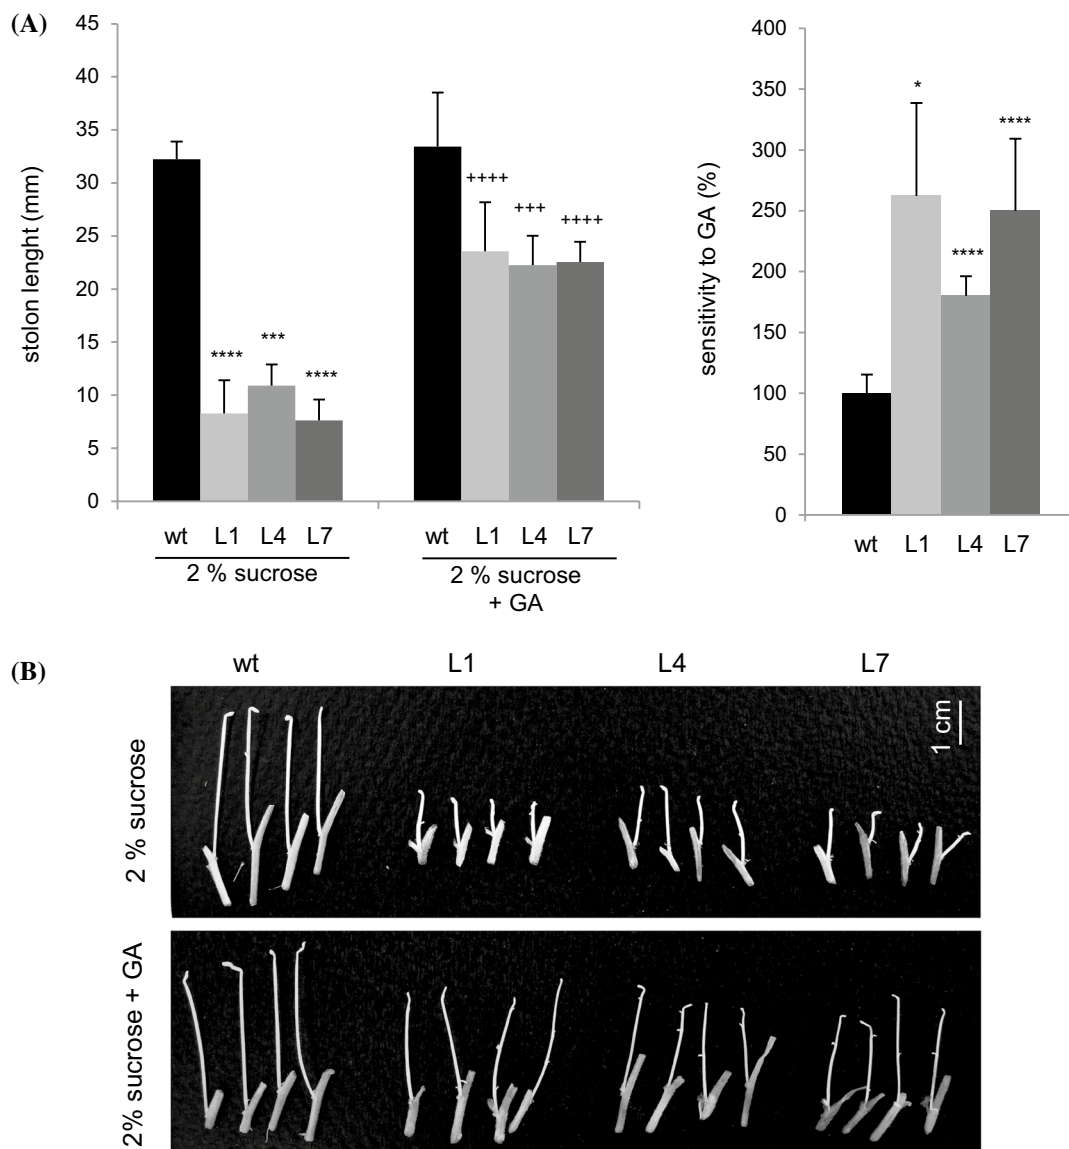 (A)
45
40
35
30
25
20
15
10
5
0
stolon lenght (mm)
****
***
****
++++
+++
++++
wt L1 L4 L7
2 % sucrose
wt L1 L4 L7
2 % sucrose
+ GA
400
350
300
250
200
150
100
50
0
sensitivity to GA (%)
*
****
****
wt L1 L4 L7
(B)
wt L1 L4 L7
2 % sucrose
1 cm
2% sucrose + GA